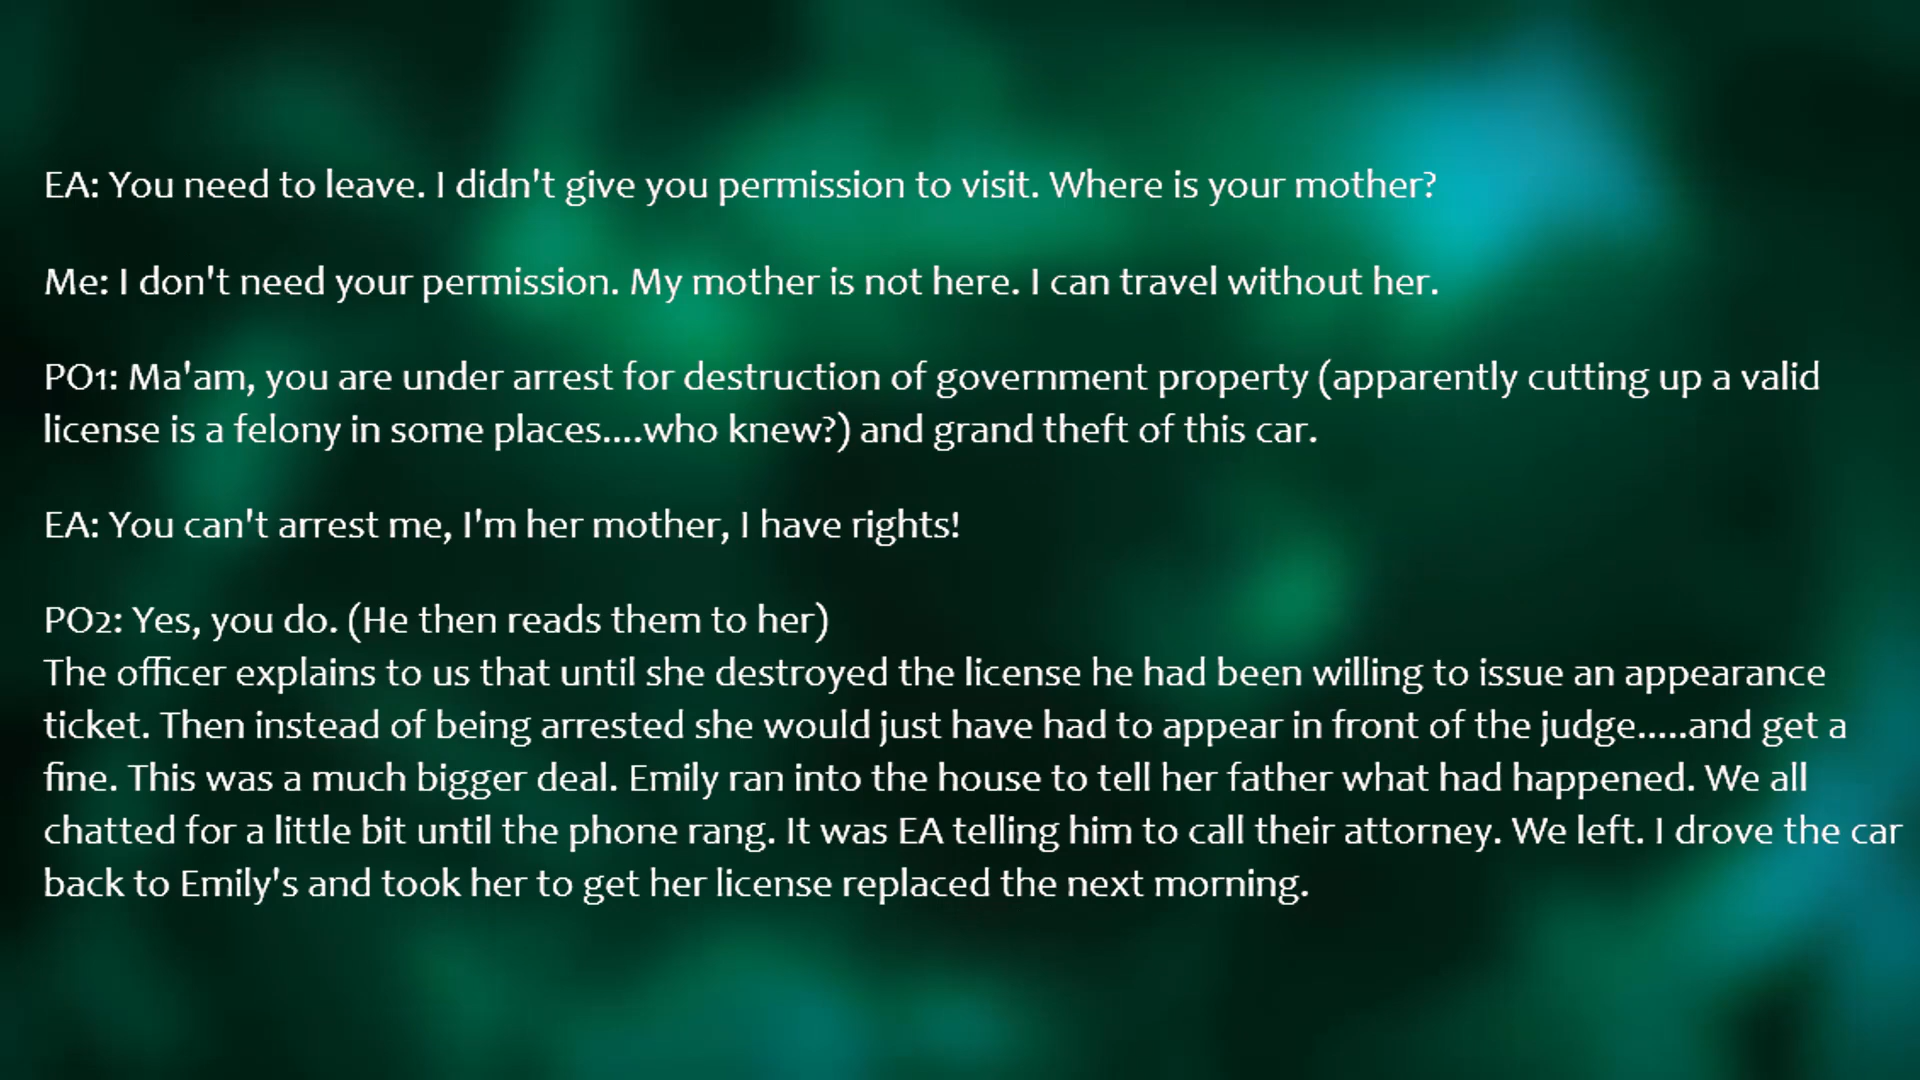 EA: You need to leave. I didn't give you permission to visit. Where is your mother?
Me: I don't need your permission. My mother is not here. I can travel without her.
PO1: Ma'am, you are under arrest for destruction of government property (apparently cutting up a valid
license is a felony in some places....who knew?) and grand theft of this car.
EA: You can't arrest me, I'm her mother, I have rights!
PO2: Yes, you do. (He then reads them to her)
The officer explains to us that until she destroyed the license he had been willing to issue an appearance
ticket. Then instead of being arrested she would just have had to appear in front of the judge.....and get a
fine. This was a much bigger deal. Emily ran into the house to tell her father what had happened. We all
chatted for a little bit until the phone rang. It was EA telling him to call their attorney. We left. I drove the car
back to Emily's and took her to get her license replaced the next morning.